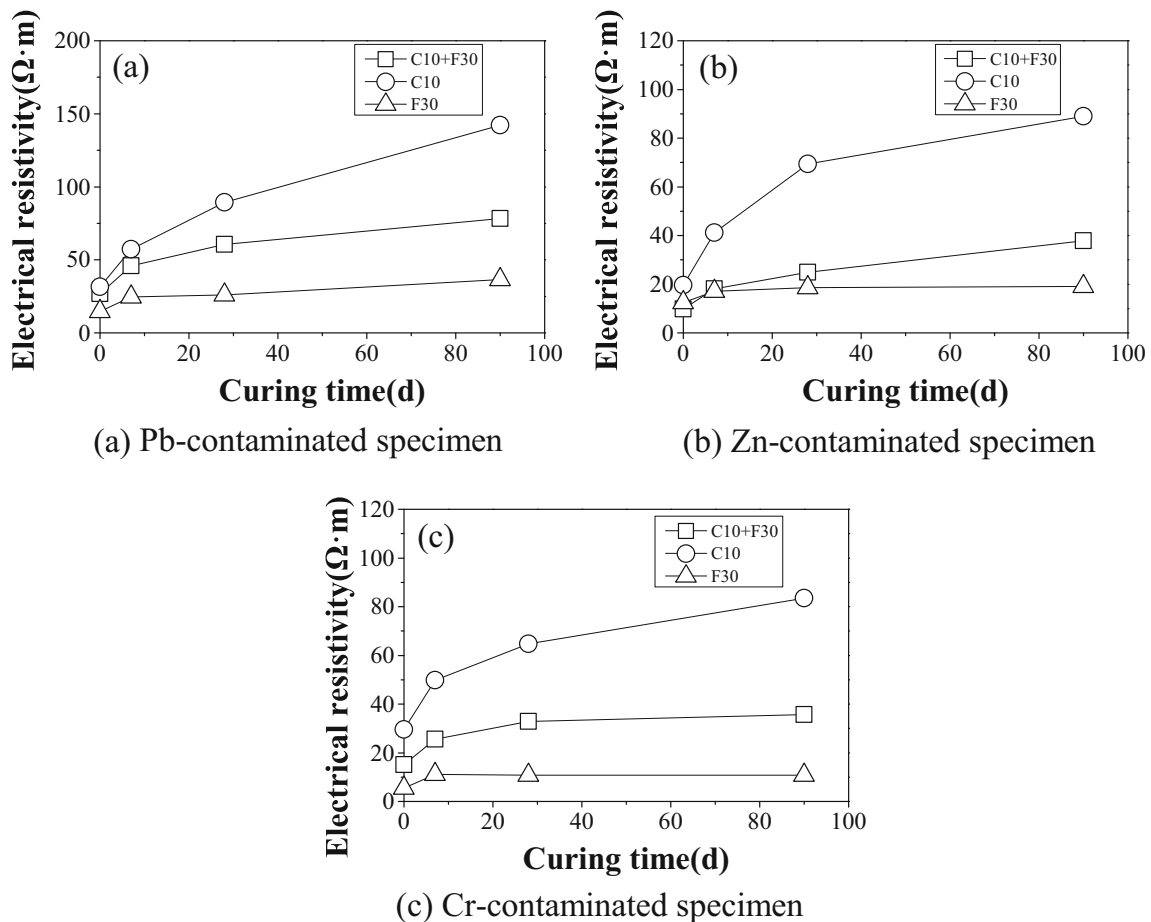 (a)
C10+F30
C10
F30
200
150
100
50
0
0 20 40 60 80 100
Electrical resistivity(Ω·m)
Curing time(d)
(a) Pb-contaminated specimen
(b)
C10+F30
C10
F30
120
100
80
60
40
20
0
0 20 40 60 80 100
Electrical resistivity(Ω·m)
Curing time(d)
(b) Zn-contaminated specimen
(c)
C10+F30
C10
F30
120
100
80
60
40
20
0
0 20 40 60 80 100
Electrical resistivity(Ω·m)
Curing time(d)
(c) Cr-contaminated specimen